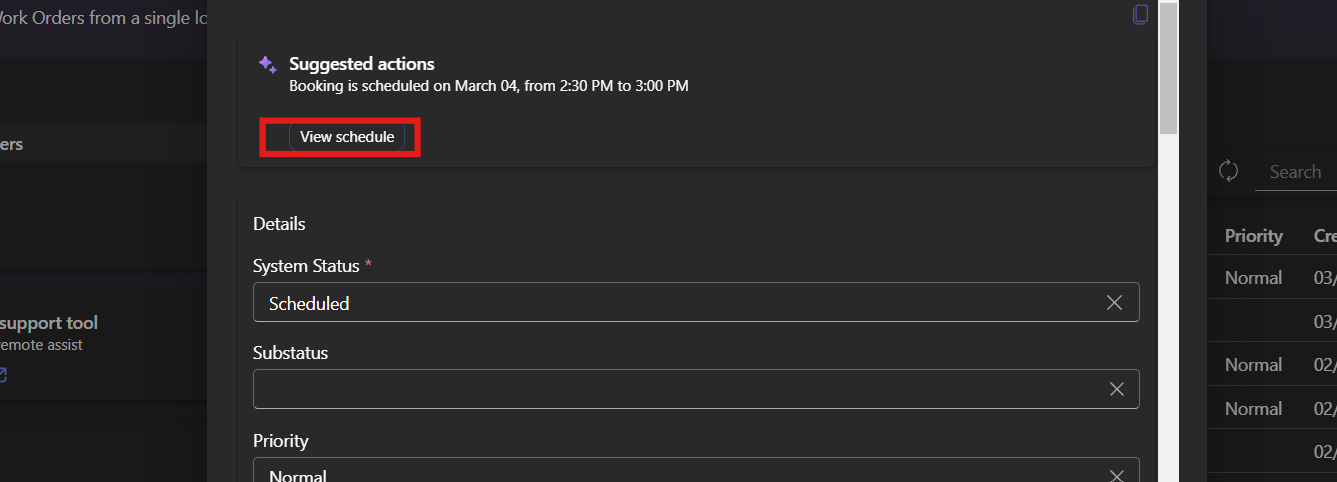 Work Orders from a single lo
Suggested actions
Booking is scheduled on March 04, from 2:30 PM to 3:00 PM
View schedule
ers
Search
Details
Priority
Cre
System Status *
Normal
03/
Scheduled
03/
support tool
emote assist
Substatus
Normal
02/
Normal
02/
Priority
02/
Normal